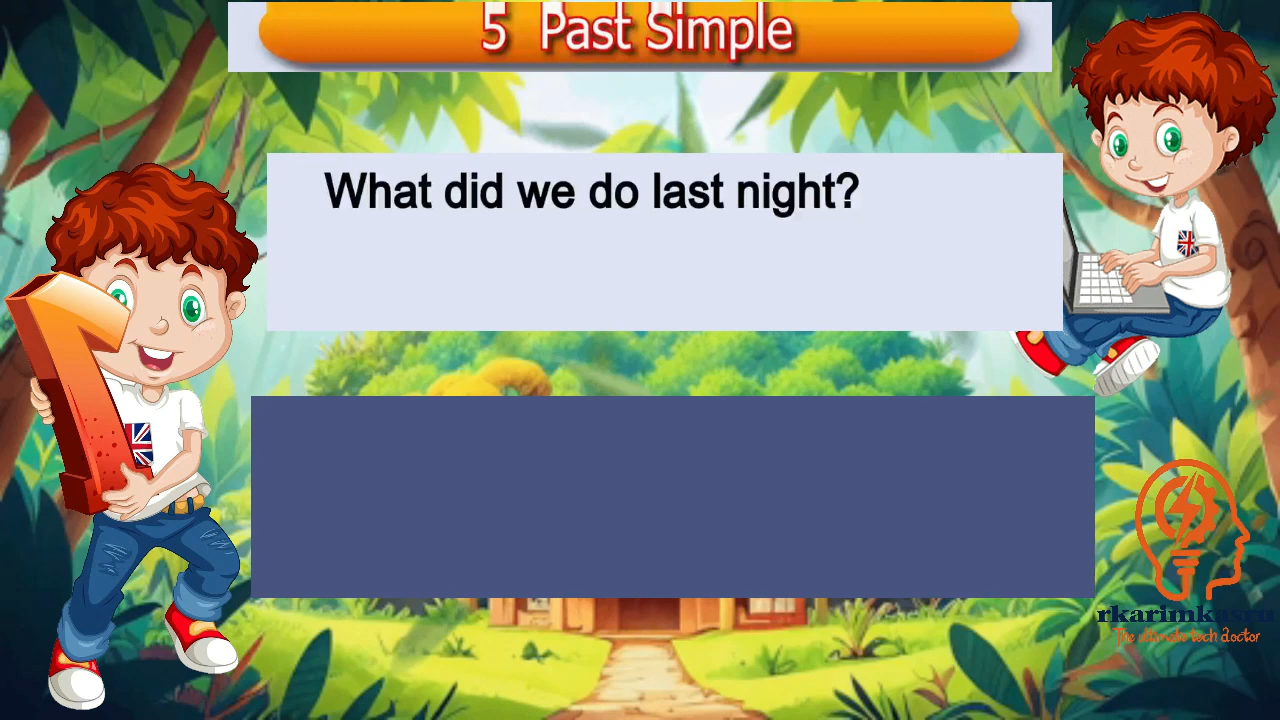 5 Past Simple
What did we do last night?
The ultimate tech doctor